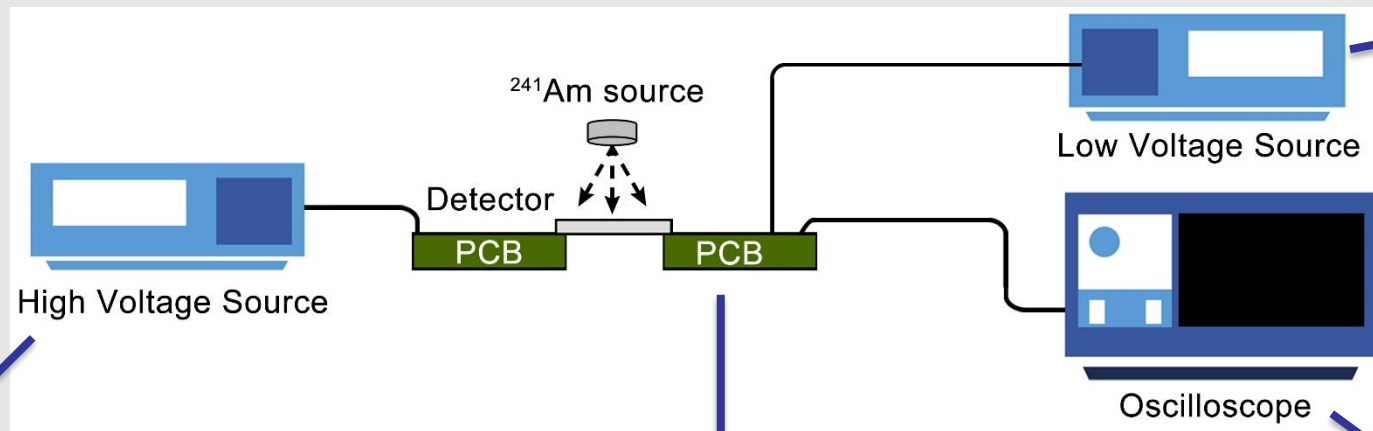 ²⁴¹Am source
Low Voltage Source
Detector
PCB
PCB
High Voltage Source
Oscilloscope